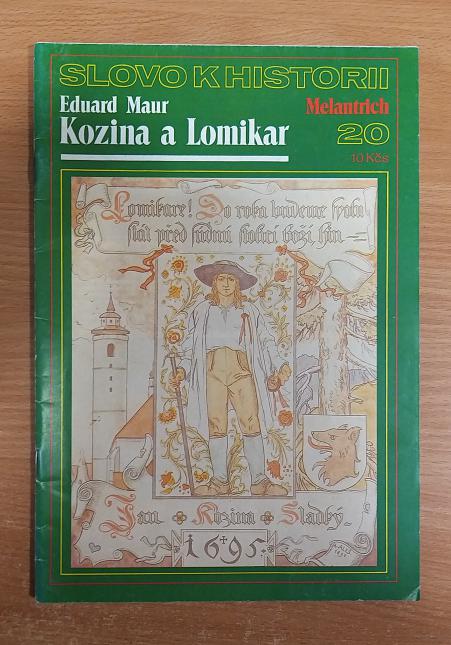 SLOVO K HISTORII
Eduard Maur
Melantrich
Kozina a Lomikar
20
10 Kčs
Lomikare! Do roka budeme spolu
stát před súdnú stolicí boží hin
Jan Kozina Sladký
1695